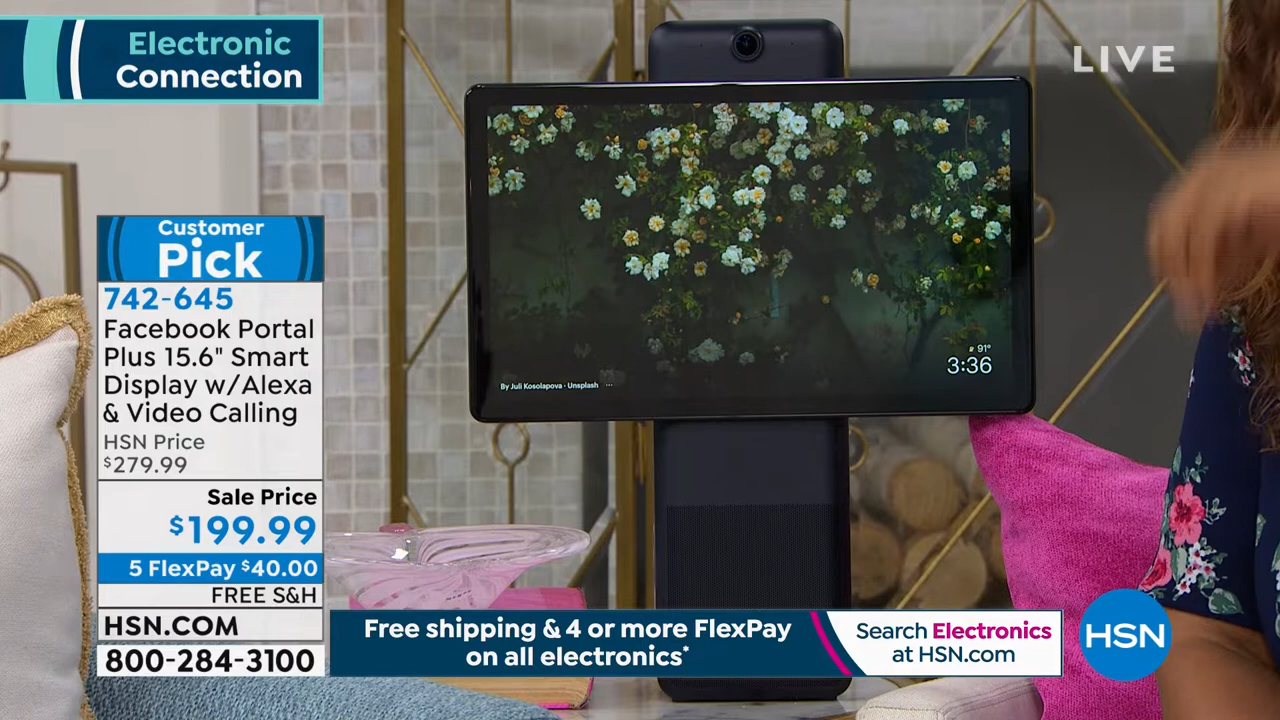 Electronic
Connection
LIVE
Customer
Pick
742-645
Facebook Portal
Plus 15.6" Smart
Display w/Alexa
& Video Calling
HSN Price
$279.99
Sale Price
$199.99
5 FlexPay $40.00
FREE S&H
HSN.COM
800-284-3100
91°
3:36
By Juli Kosolapova · Unsplash ...
Free shipping & 4 or more FlexPay
on all electronics*
Search Electronics
at HSN.com
HSN